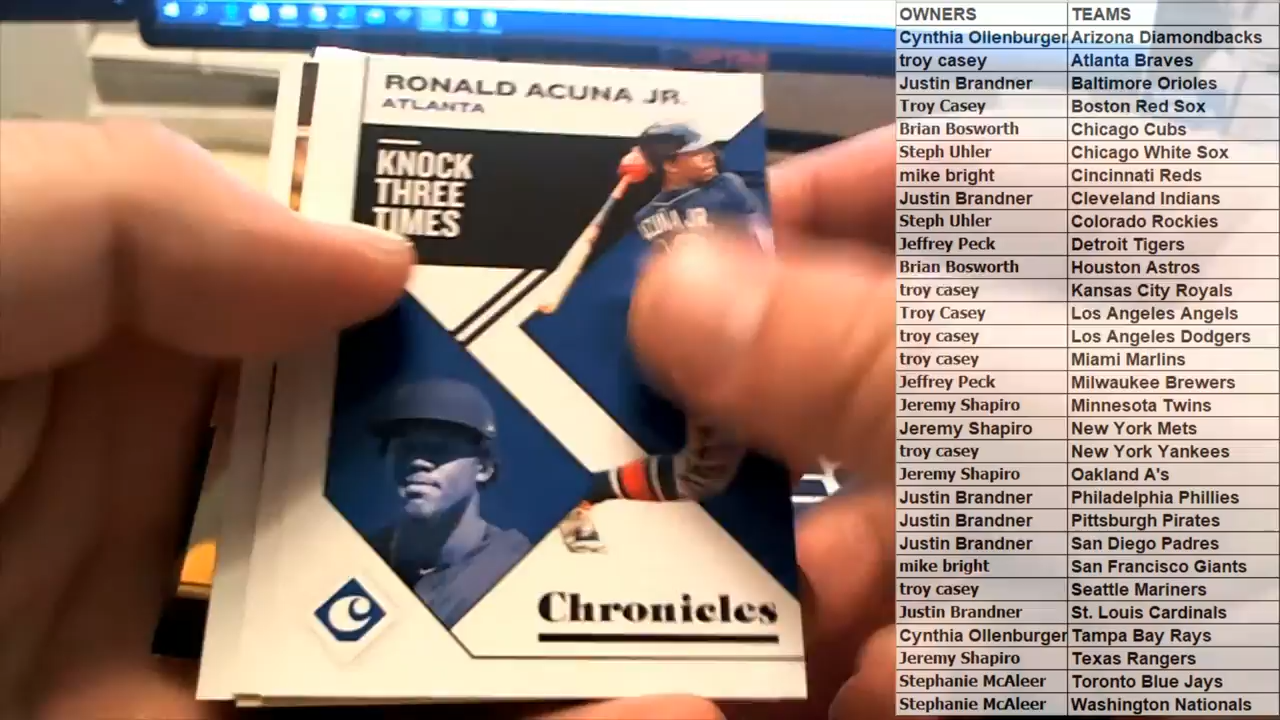 RONALD ACUNA JR.
ATLANTA
KNOCK
THREE
TIMES
ACUNA JR.
Chronicles
OWNERS TEAMS
Cynthia Ollenburger Arizona Diamondbacks
troy casey Atlanta Braves
Justin Brandner Baltimore Orioles
Troy Casey Boston Red Sox
Brian Bosworth Chicago Cubs
Steph Uhler Chicago White Sox
mike bright Cincinnati Reds
Justin Brandner Cleveland Indians
Steph Uhler Colorado Rockies
Jeffrey Peck Detroit Tigers
Brian Bosworth Houston Astros
troy casey Kansas City Royals
Troy Casey Los Angeles Angels
troy casey Los Angeles Dodgers
troy casey Miami Marlins
Jeffrey Peck Milwaukee Brewers
Jeremy Shapiro Minnesota Twins
Jeremy Shapiro New York Mets
troy casey New York Yankees
Jeremy Shapiro Oakland A's
Justin Brandner Philadelphia Phillies
Justin Brandner Pittsburgh Pirates
Justin Brandner San Diego Padres
mike bright San Francisco Giants
troy casey Seattle Mariners
Justin Brandner St. Louis Cardinals
Cynthia Ollenburger Tampa Bay Rays
Jeremy Shapiro Texas Rangers
Stephanie McAleer Toronto Blue Jays
Stephanie McAleer Washington Nationals